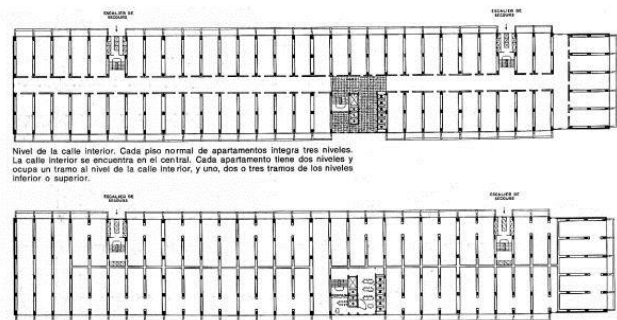 ESCALIER DE
SECOURS
ESCALIER DE
SECOURS
Nivel de la calle interior. Cada piso normal de apartamentos integra tres niveles.
La calle interior se encuentra en el central. Cada apartamento tiene dos niveles y
ocupa un tramo al nivel de la calle interior, y uno, dos o tres tramos de los niveles
inferior o superior.
ESCALIER DE
SECOURS
ESCALIER DE
SECOURS